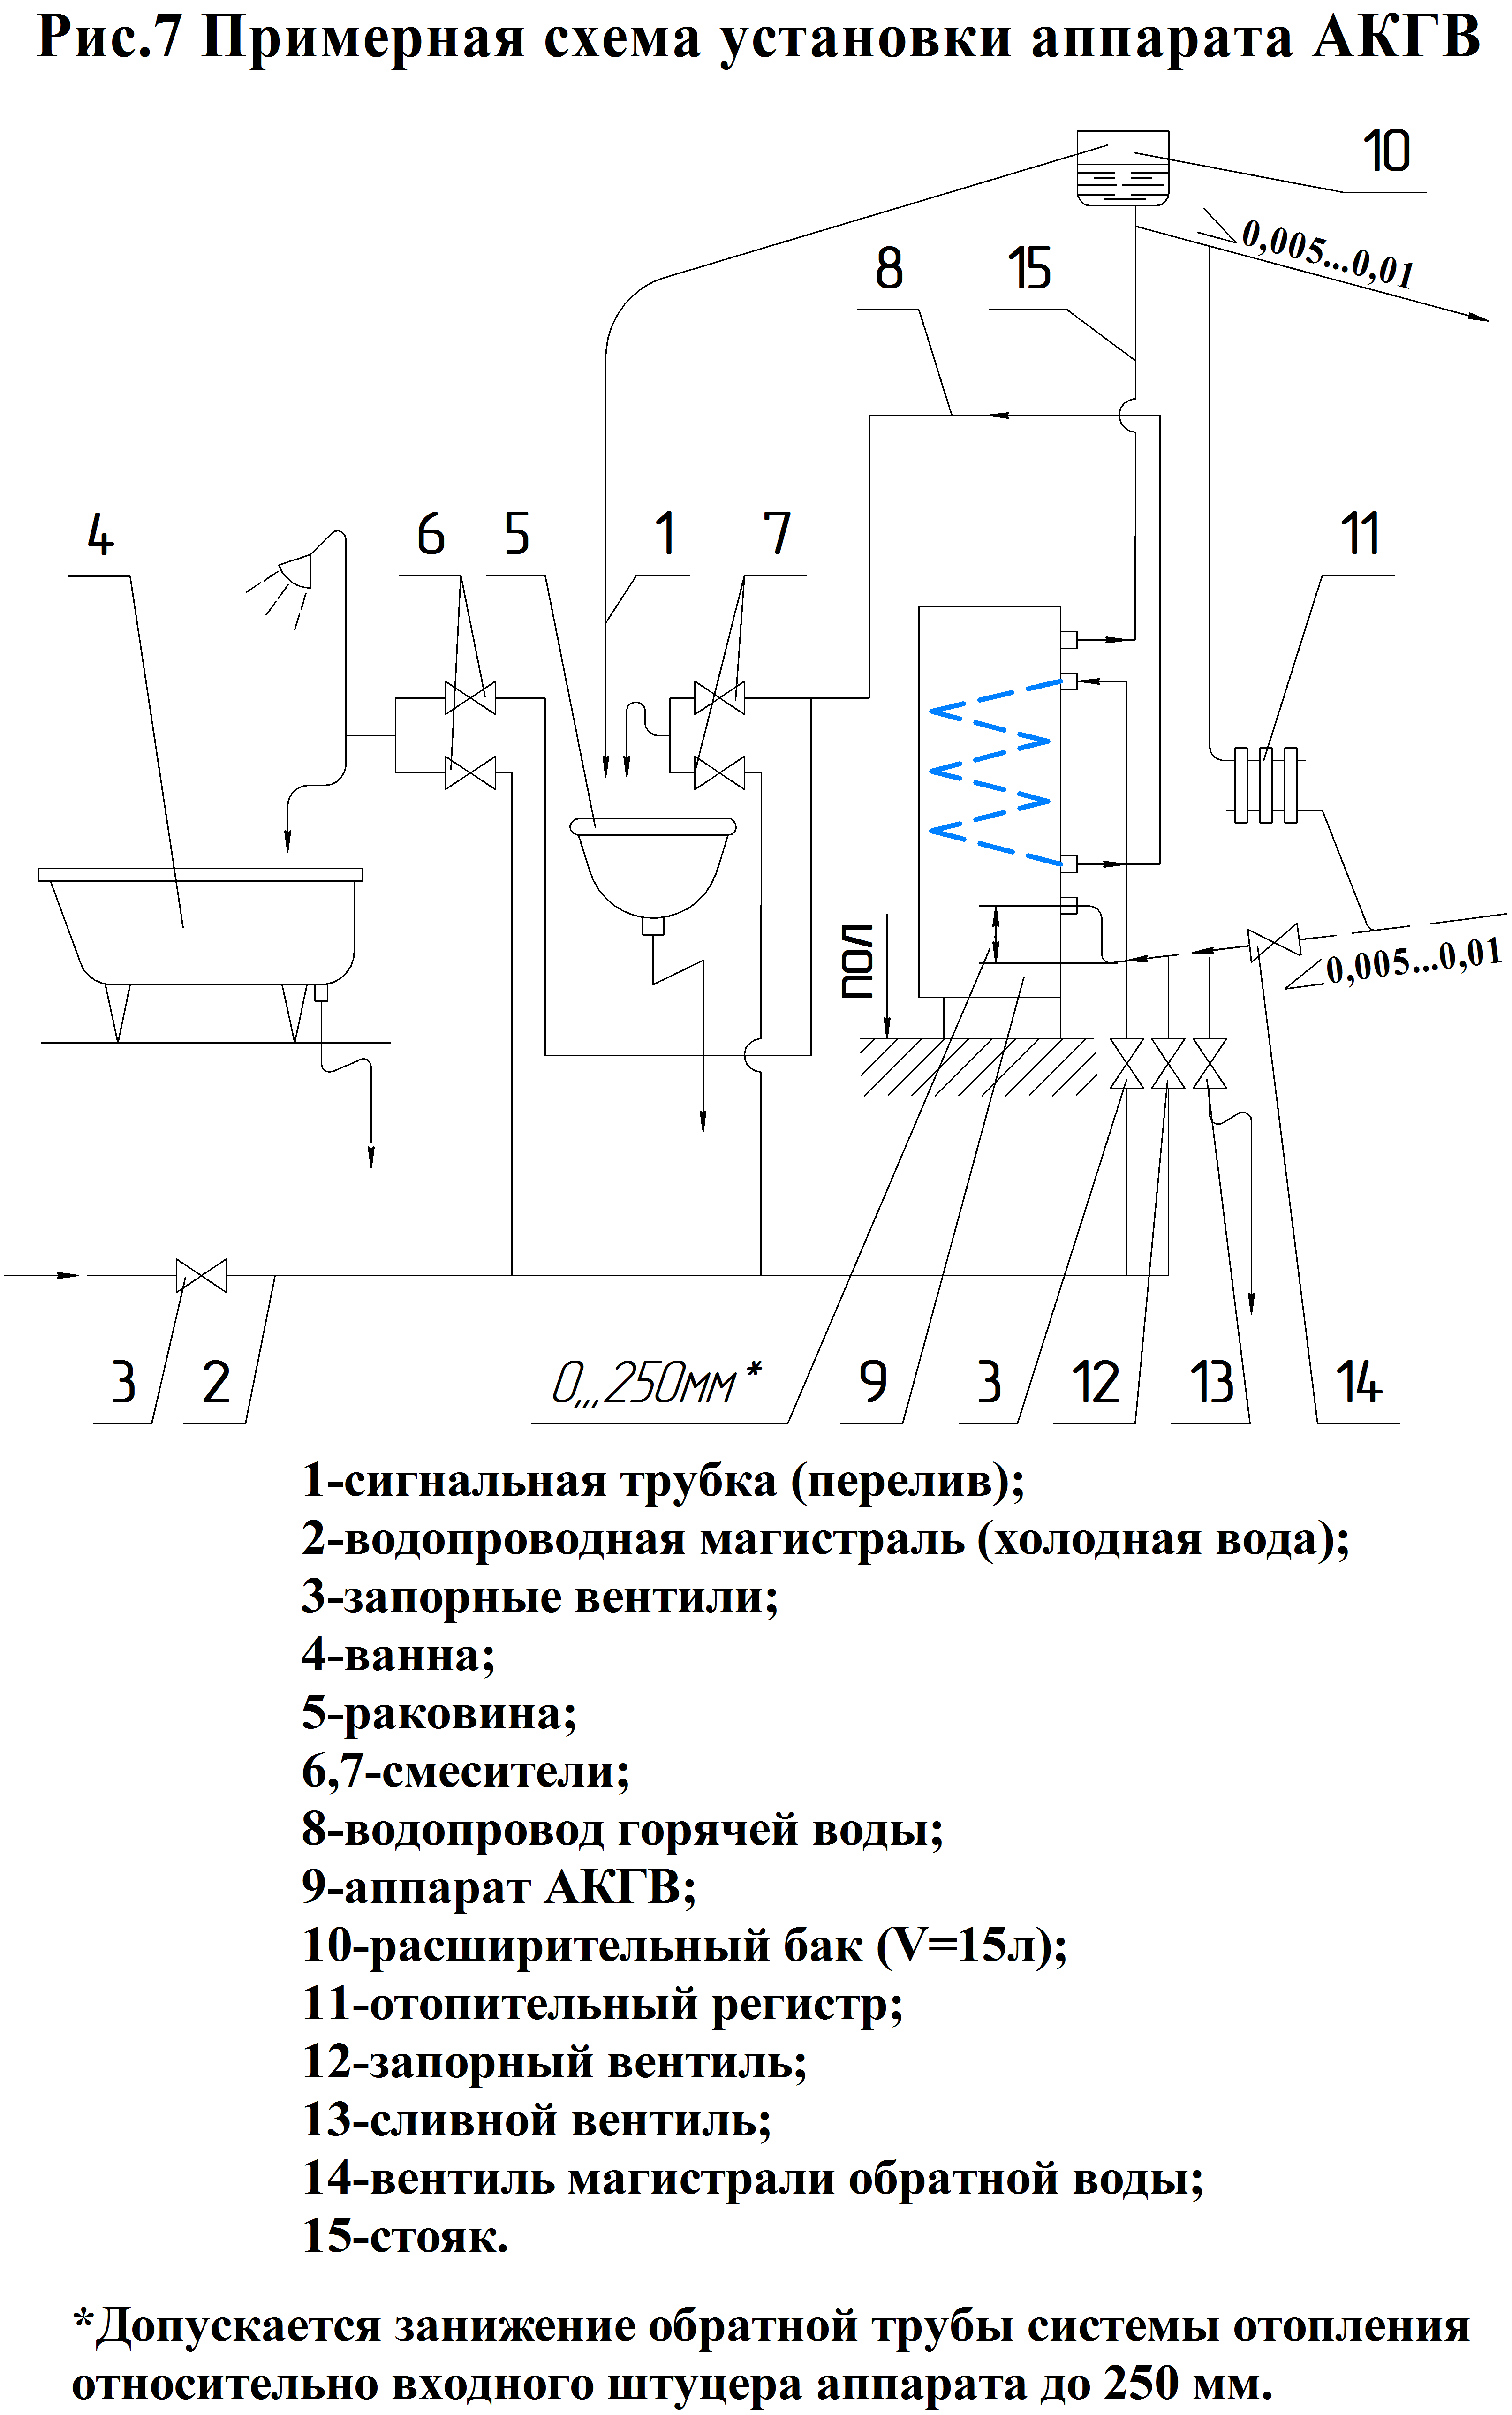 Рис.7 Примерная схема установки аппарата АКГВ
10
0,005...0,01
8
15
4
6
5
1
7
11
ПОЛ
0,005...0,01
3
2
0,,,250мм*
9
3
12
13
14
1-сигнальная трубка (перелив);
2-водопроводная магистраль (холодная вода);
3-запорные вентили;
4-ванна;
5-раковина;
6,7-смесители;
8-водопровод горячей воды;
9-аппарат АКГВ;
10-расширительный бак (V=15л);
11-отопительный регистр;
12-запорный вентиль;
13-сливной вентиль;
14-вентиль магистрали обратной воды;
15-стояк.
*Допускается занижение обратной трубы системы отопления
относительно входного штуцера аппарата до 250 мм.